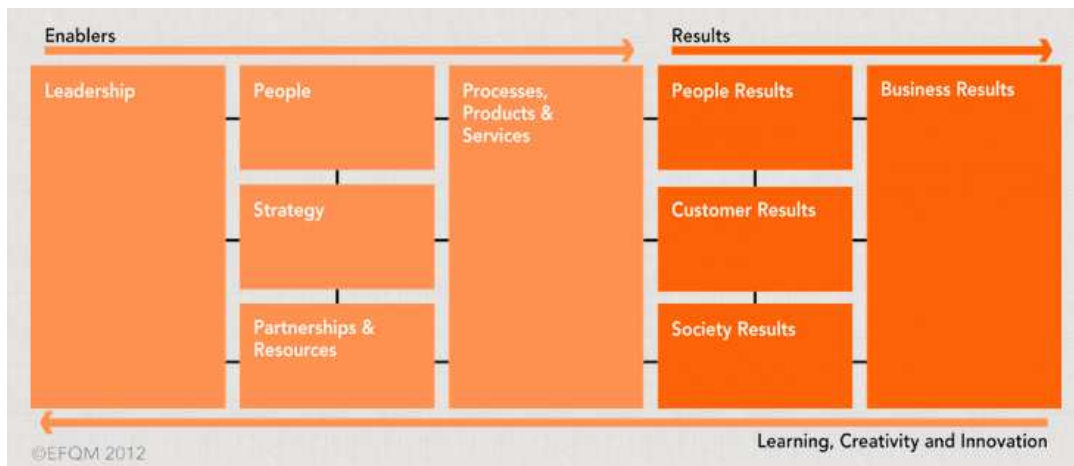 Enablers
Results
Leadership
People
Processes,
Products &
Services
People Results
Business Results
Strategy
Customer Results
Partnerships &
Resources
Society Results
Learning, Creativity and Innovation
©EFQM 2012